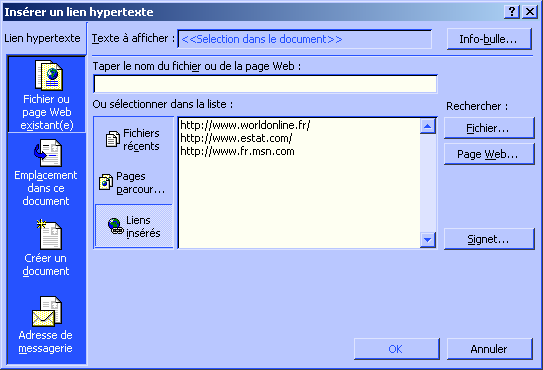 Insérer un lien hypertexte
Lien hypertexte
Texte à afficher :
<<Sélection dans le document>>
Info-bulle...
Taper le nom du fichier ou de la page Web :
Ou sélectionner dans la liste :
Rechercher :
Fichier ou
page Web
existant(e)
Emplacement
dans ce
document
Créer un
document
Adresse de
messagerie
Fichiers
récents
Pages
parcour...
Liens
insérés
http://www.worldonline.fr/
http://www.estat.com/
http://www.fr.msn.com
Fichier...
Page Web...
Signet...
OK
Annuler